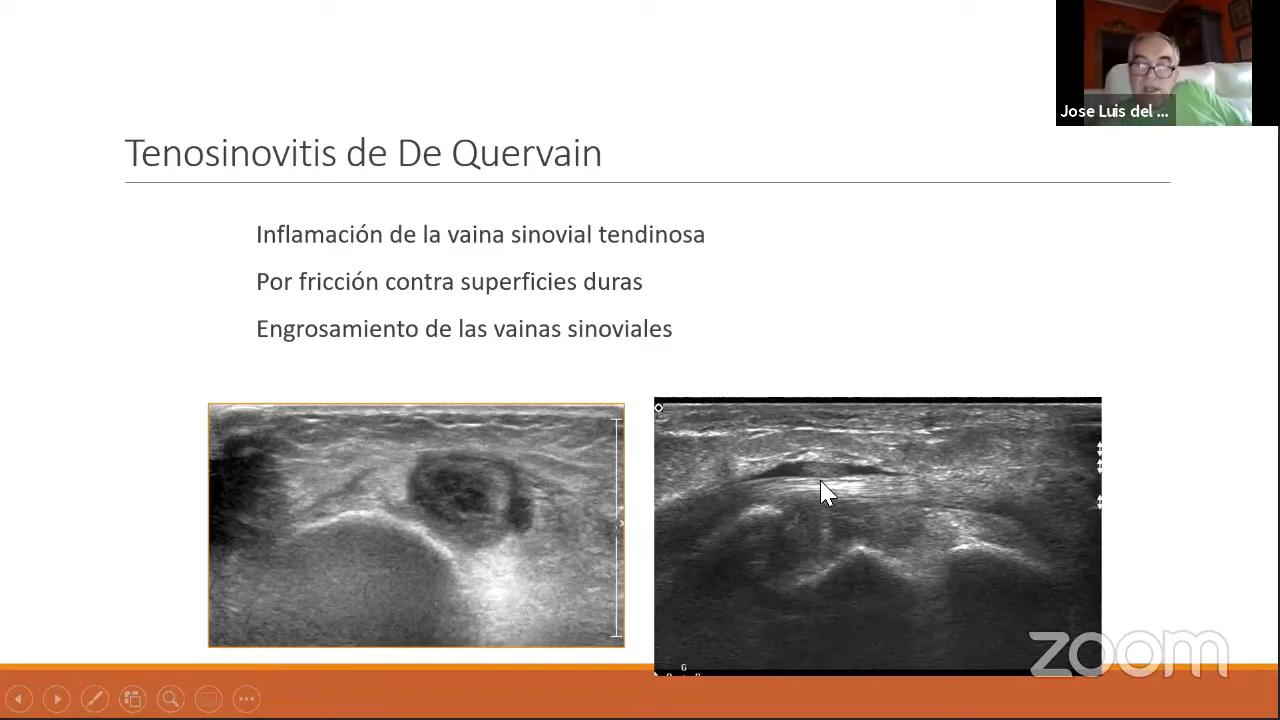 Jose Luis del ...
Tenosinovitis de De Quervain
Inflamación de la vaina sinovial tendinosa
Por fricción contra superficies duras
Engrosamiento de las vainas sinoviales
G
zoom